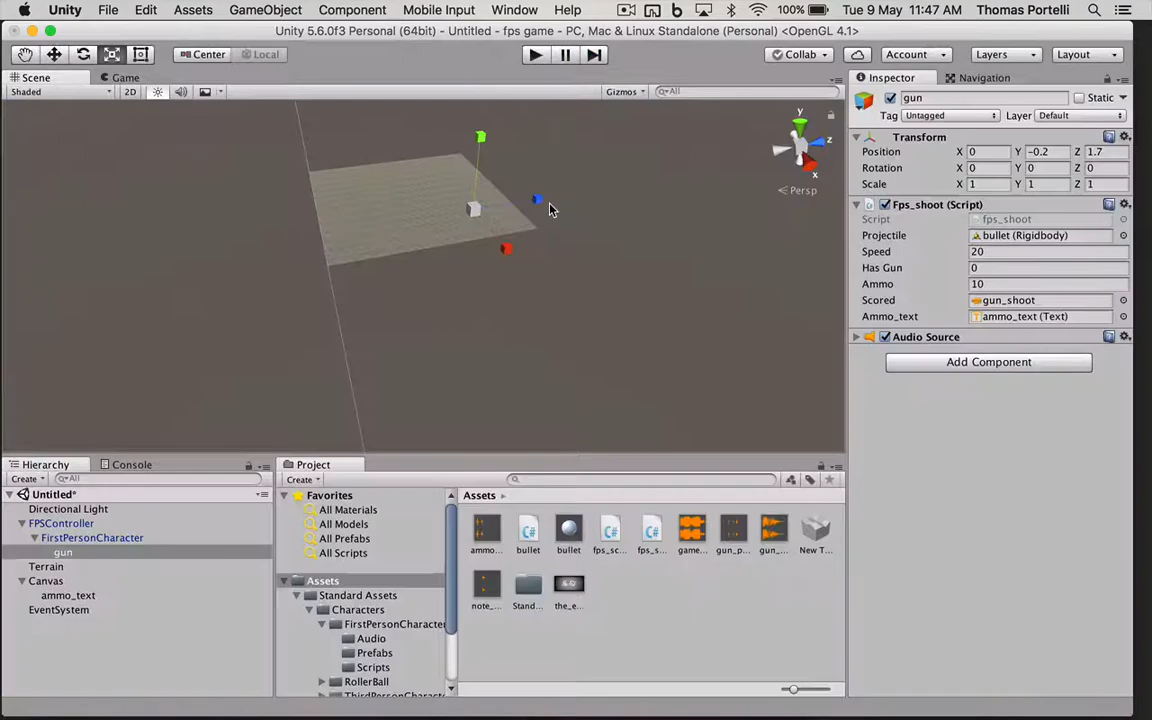 Unity File Edit Assets GameObject Component Mobile Input Window Help 100% Tue 9 May 11:47 AM Thomas Portelli
Unity 5.6.0f3 Personal (64bit) - Untitled - fps game - PC, Mac & Linux Standalone (Personal) <OpenGL 4.1>
Center Local Collab Account Layers Layout
Scene Game
Shaded 2D Gizmos All
y
z
x
Persp
Inspector Navigation
gun Static
Tag Untagged Layer Default
Transform
Position X 0 Y -0.2 Z 1.7
Rotation X 0 Y 0 Z 0
Scale X 1 Y 1 Z 1
Fps_shoot (Script)
Script fps_shoot
Projectile bullet (Rigidbody)
Speed 20
Has Gun 0
Ammo 10
Scored gun_shoot
Ammo_text ammo_text (Text)
Audio Source
Add Component
Hierarchy Console
Create All
Untitled*
Directional Light
FPSController
FirstPersonCharacter
gun
Terrain
Canvas
ammo_text
EventSystem
Project
Create
Favorites
All Materials
All Models
All Prefabs
All Scripts
Assets
Standard Assets
Characters
FirstPersonCharacte
Audio
Prefabs
Scripts
RollerBall
ThirdPersonCharacte
Assets
ammo... bullet bullet fps_sc... fps_s... game... gun_p... gun_... New T...
note_... Stand... the_e...